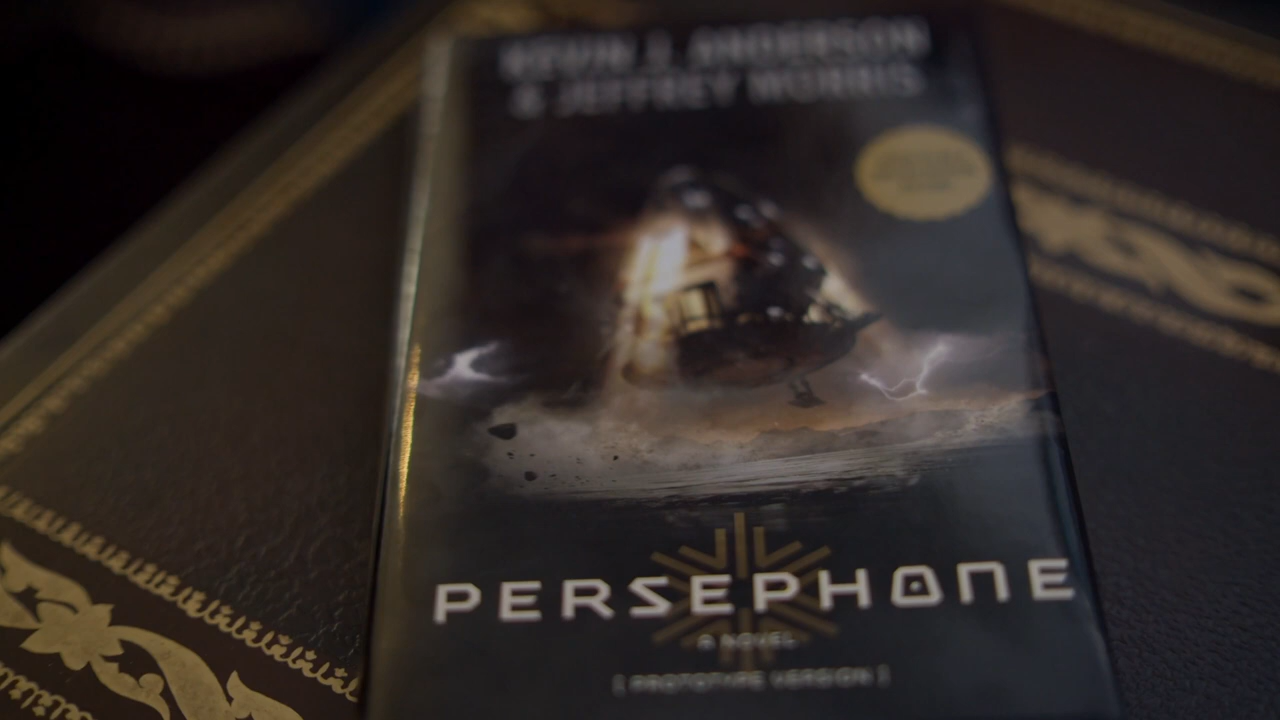 KEVIN J. ANDERSON
& JEFFREY MORRIS
PERSEPHONE
A NOVEL
[ PROTOTYPE VERSION ]